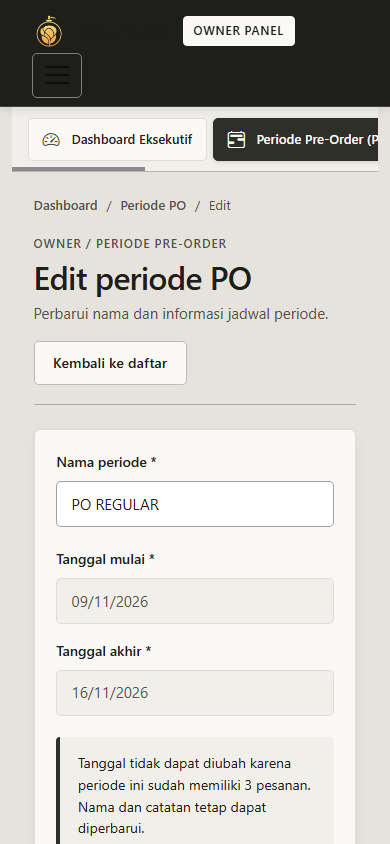 OWNER PANEL
Dashboard Eksekutif
Periode Pre-Order (P
Dashboard / Periode PO / Edit
OWNER / PERIODE PRE-ORDER
Edit periode PO
Perbarui nama dan informasi jadwal periode.
Kembali ke daftar
Nama periode *
PO REGULAR
Tanggal mulai *
09/11/2026
Tanggal akhir *
16/11/2026
Tanggal tidak dapat diubah karena
periode ini sudah memiliki 3 pesanan.
Nama dan catatan tetap dapat
diperbarui.